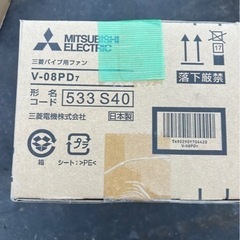 MITSUBISHI
ELECTRIC
三菱パイプ用ファン
V-08PD7
形名
コード
533 S40
日本製
三菱電機株式会社
落下厳禁
箱
シート:>PE<
V-08PD7